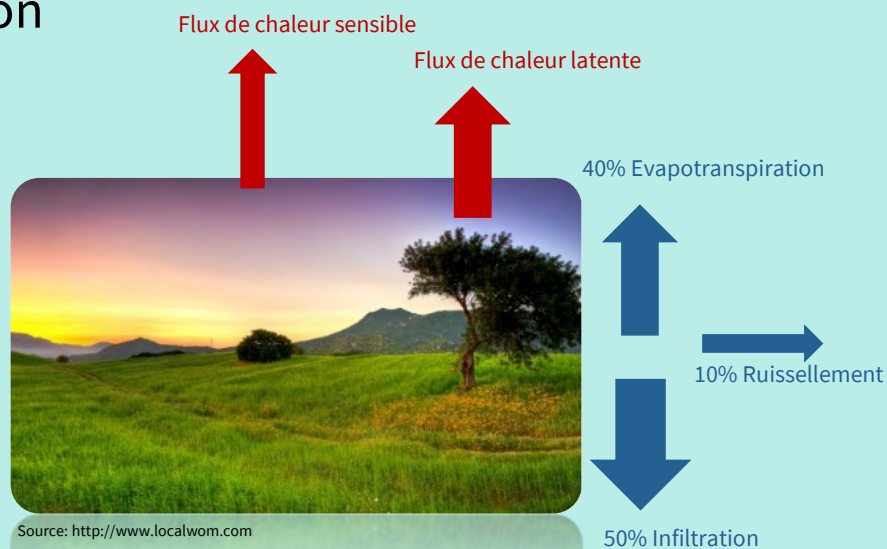 on
Flux de chaleur sensible
Flux de chaleur latente
40% Evapotranspiration
10% Ruissellement
Source: http://www.localwom.com
50% Infiltration